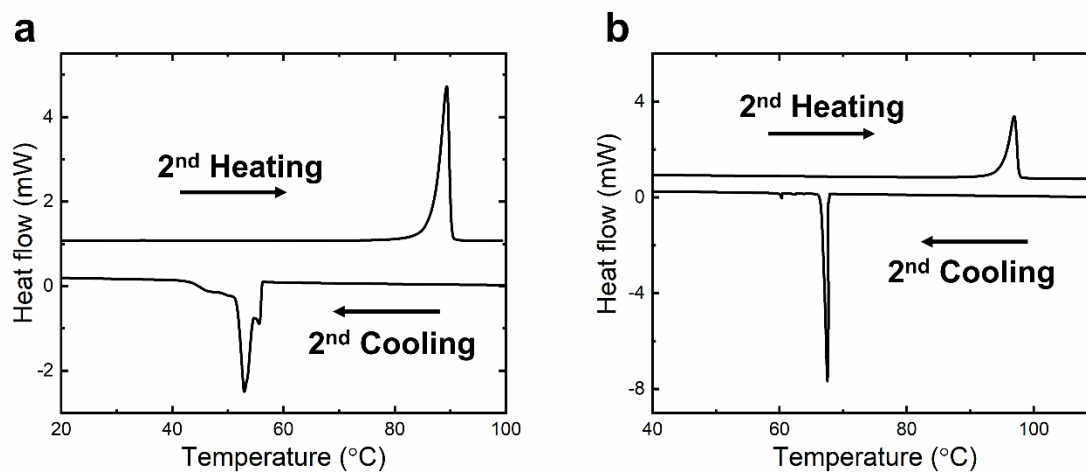 a
4
2
0
-2
Heat flow (mW)
2nd Heating
2nd Cooling
20 40 60 80 100
Temperature (°C)
b
4
0
-4
-8
Heat flow (mW)
2nd Heating
2nd Cooling
40 60 80 100
Temperature (°C)